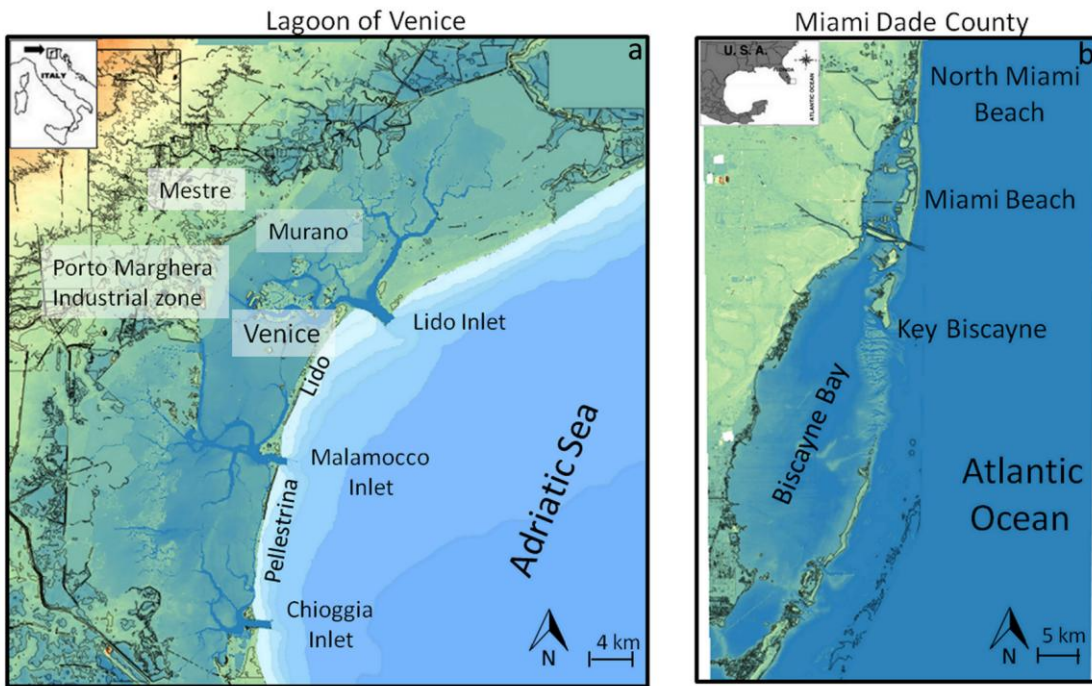 Lagoon of Venice
a
ITALY
Mestre
Murano
Porto Marghera
Industrial zone
Venice
Lido Inlet
Lido
Malamocco
Inlet
Pellestrina
Adriatic Sea
Chioggia
Inlet
N
4 km
Miami Dade County
b
U. S. A.
ATLANTIC OCEAN
North Miami
Beach
Miami Beach
Key Biscayne
Biscayne Bay
Atlantic
Ocean
N
5 km